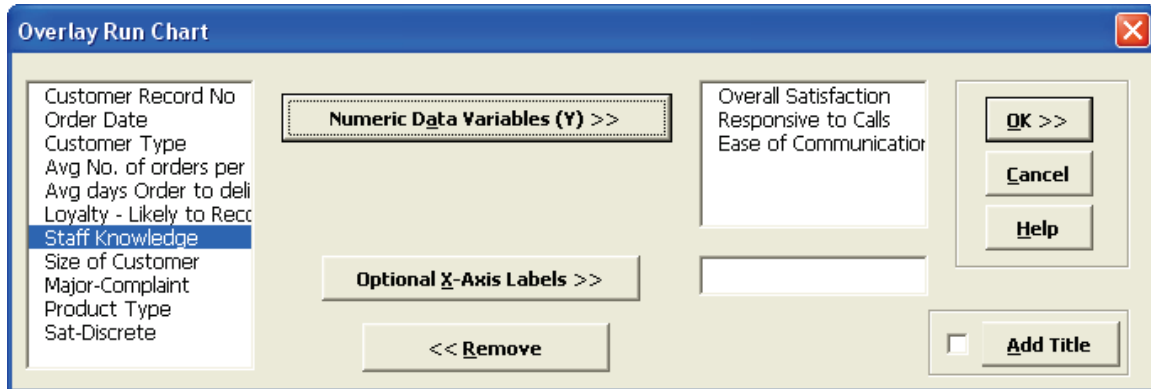 Overlay Run Chart
Customer Record No
Order Date
Customer Type
Avg No. of orders per
Avg days Order to deli
Loyalty - Likely to Reco
Staff Knowledge
Size of Customer
Major-Complaint
Product Type
Sat-Discrete
Numeric Data Variables (Y) >>
Optional X-Axis Labels >>
<< Remove
Overall Satisfaction
Responsive to Calls
Ease of Communication
OK >>
Cancel
Help
Add Title